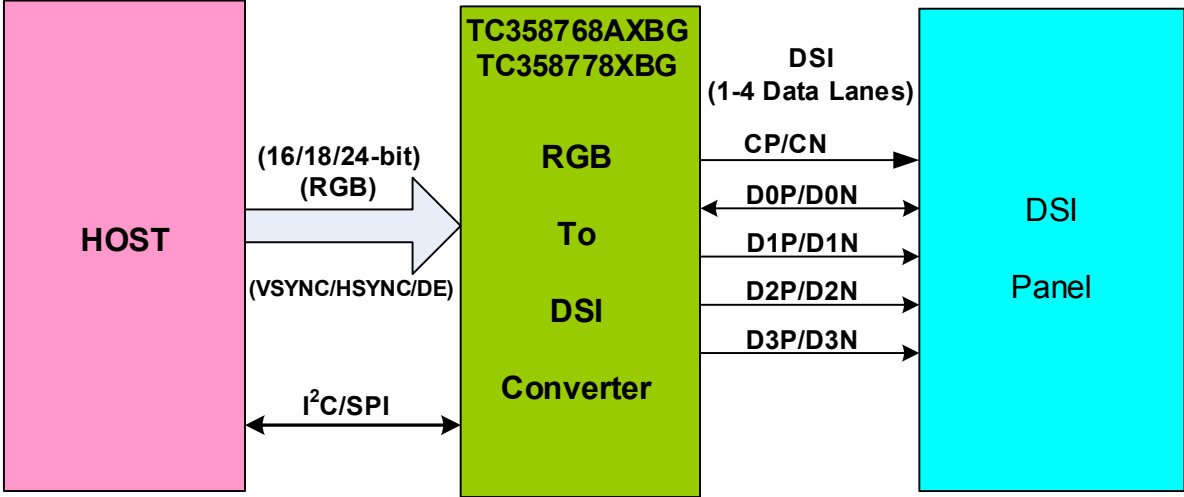 HOST
(16/18/24-bit)
(RGB)
(VSYNC/HSYNC/DE)
I²C/SPI
TC358768AXBG
TC358778XBG
RGB
To
DSI
Converter
DSI
(1-4 Data Lanes)
CP/CN
D0P/D0N
D1P/D1N
D2P/D2N
D3P/D3N
DSI
Panel